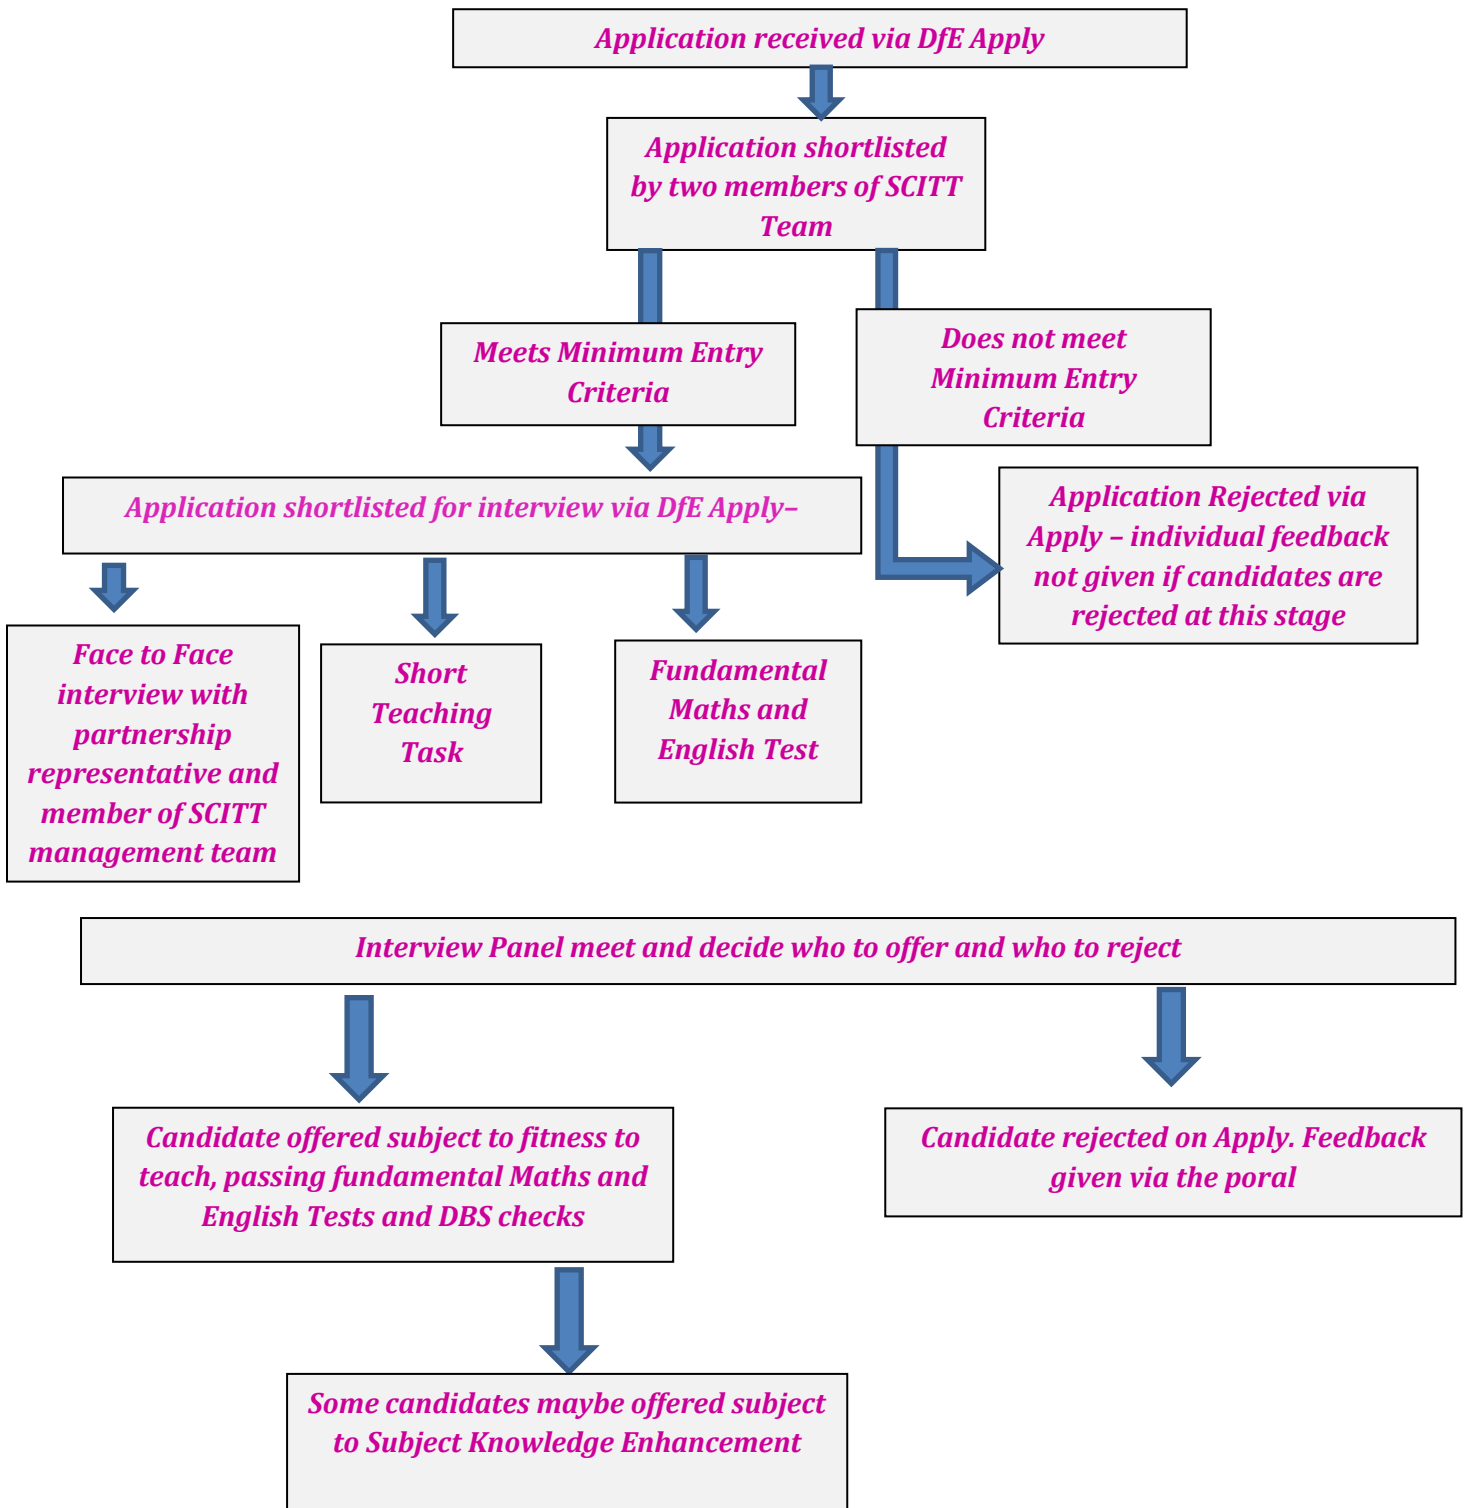 Application received via DfE Apply
Application shortlisted
by two members of SCITT
Team
Meets Minimum Entry
Criteria
Does not meet
Minimum Entry
Criteria
Application shortlisted for interview via DfE Apply–
Application Rejected via
Apply – individual feedback
not given if candidates are
rejected at this stage
Face to Face
interview with
partnership
representative and
member of SCITT
management team
Short
Teaching
Task
Fundamental
Maths and
English Test
Interview Panel meet and decide who to offer and who to reject
Candidate offered subject to fitness to
teach, passing fundamental Maths and
English Tests and DBS checks
Candidate rejected on Apply. Feedback
given via the poral
Some candidates maybe offered subject
to Subject Knowledge Enhancement